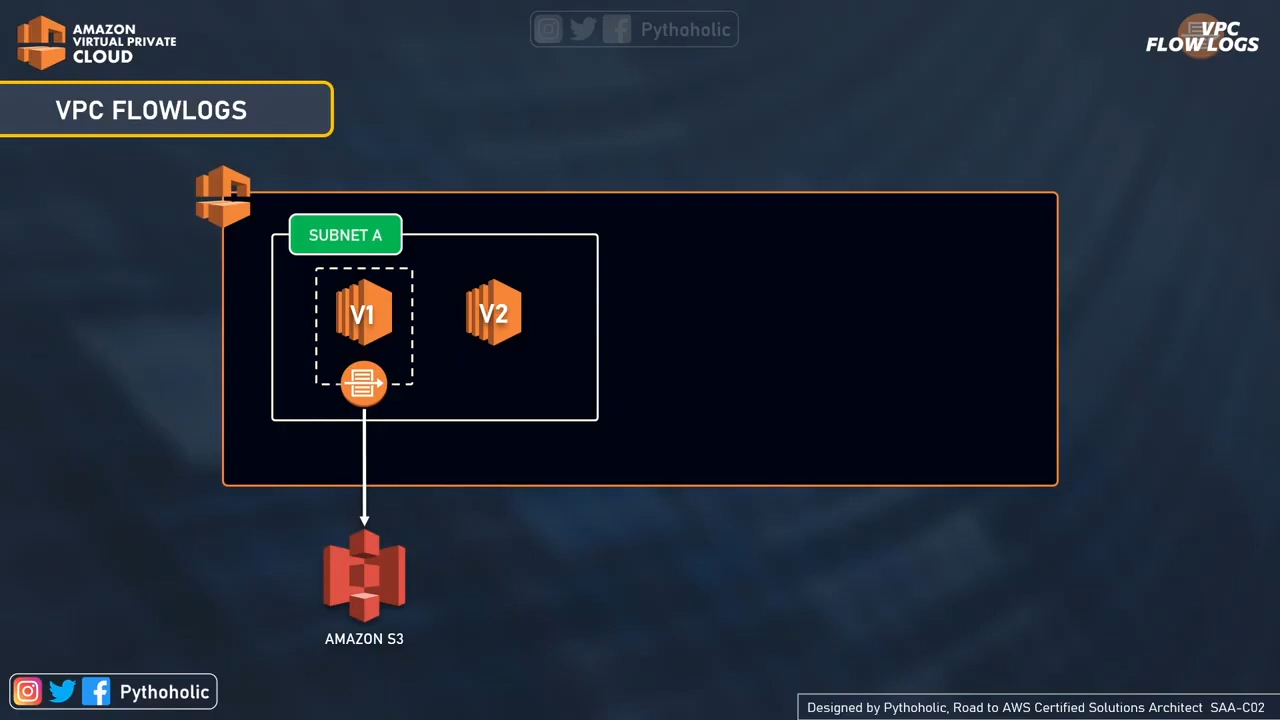 AMAZON
VIRTUAL PRIVATE
CLOUD
Pythoholic
VPC
FLOW LOGS
VPC FLOWLOGS
SUBNET A
V1
V2
AMAZON S3
Pythoholic
Designed by Pythoholic, Road to AWS Certified Solutions Architect SAA-C02